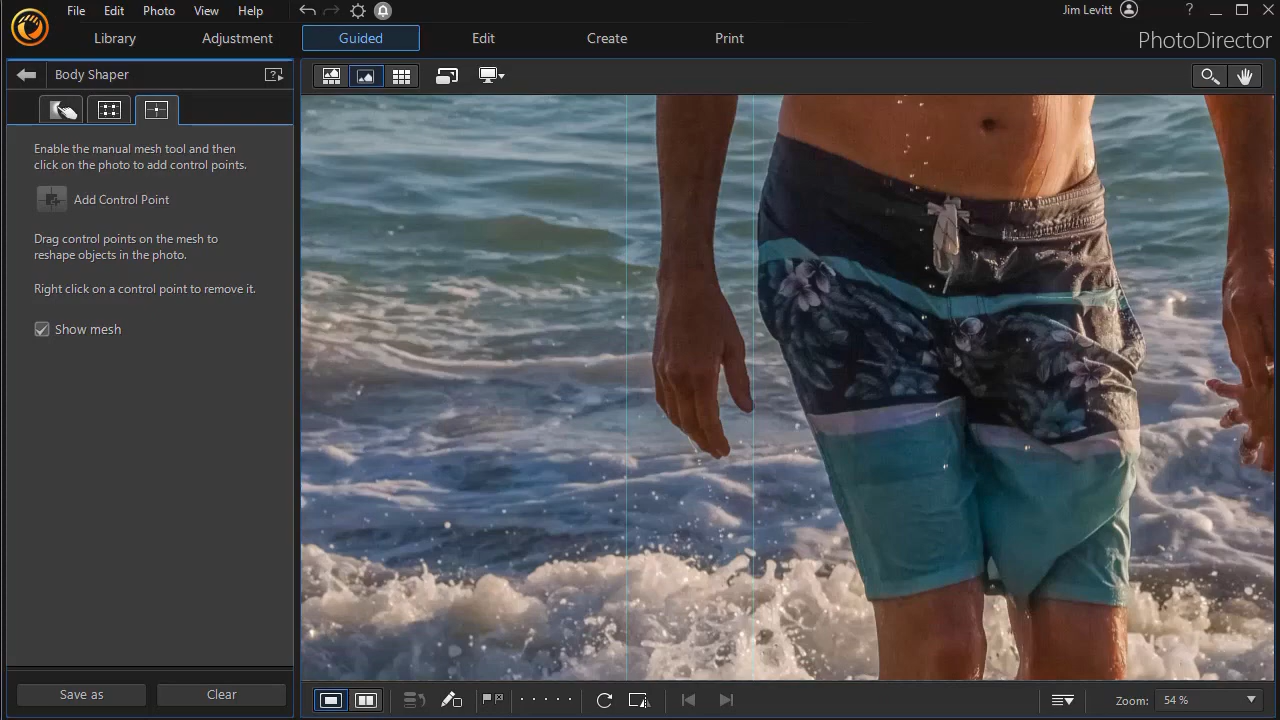 File Edit Photo View Help
Jim Levitt
?
Library Adjustment Guided Edit Create Print
PhotoDirector
Body Shaper
Enable the manual mesh tool and then
click on the photo to add control points.
Add Control Point
Drag control points on the mesh to
reshape objects in the photo.
Right click on a control point to remove it.
Show mesh
Save as Clear
Zoom: 54 %